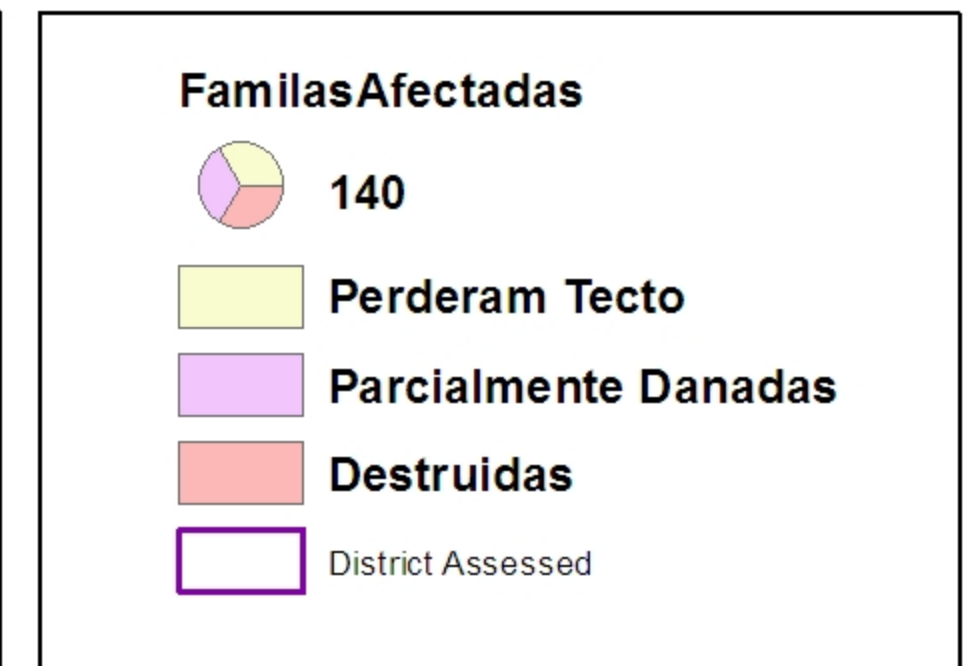 FamilasAfectadas
140
Perderam Tecto
Parcialmente Danadas
Destruidas
District Assessed